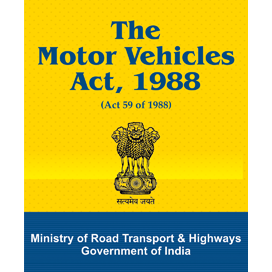 The
Motor Vehicles
Act, 1988
(Act 59 of 1988)
सत्यमेव जयते
Ministry of Road Transport & Highways
Government of India